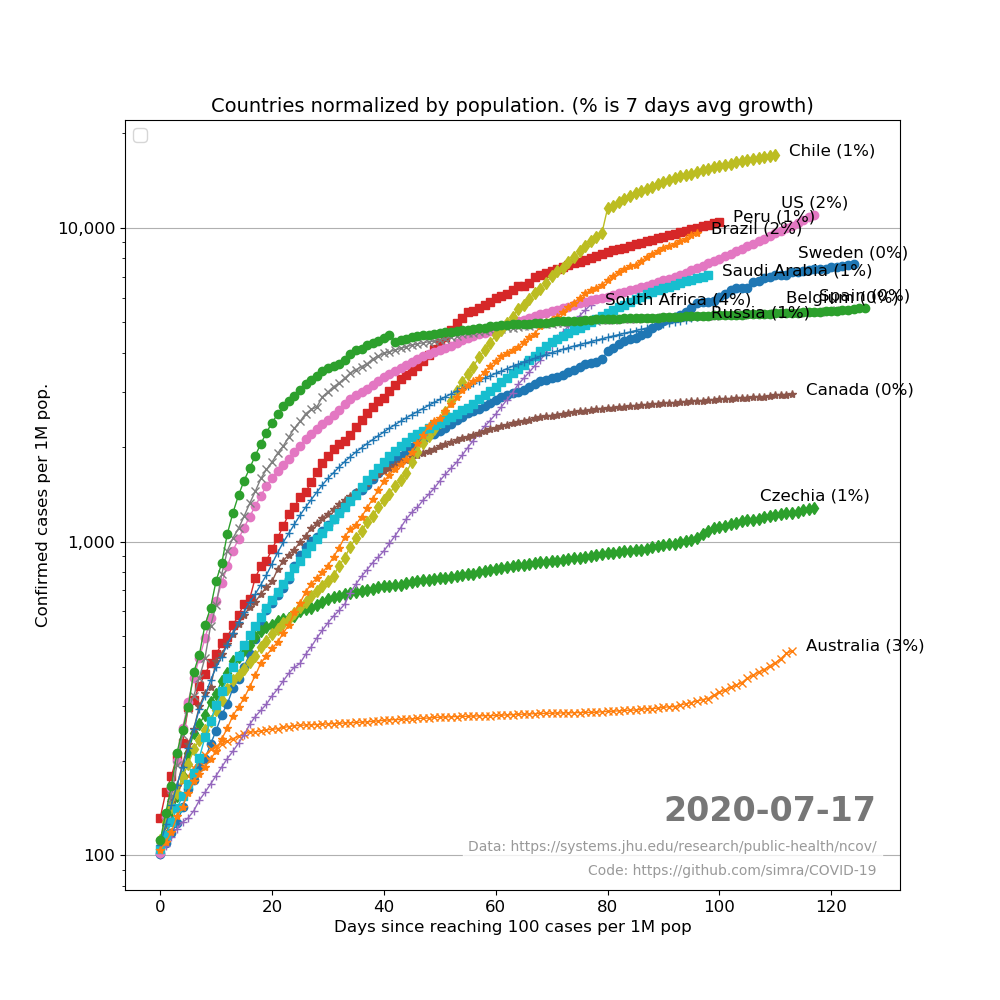 Countries normalized by population. (% is 7 days avg growth)
Chile (1%)
US (2%)
Peru (1%)
Brazil (2%)
Sweden (0%)
Saudi Arabia (1%)
South Africa (4%)
Belgium (0%)
Spain (0%)
Russia (1%)
Canada (0%)
Czechia (1%)
Australia (3%)
10,000
1,000
100
Confirmed cases per 1M pop.
2020-07-17
Data: https://systems.jhu.edu/research/public-health/ncov/
Code: https://github.com/simra/COVID-19
0 20 40 60 80 100 120
Days since reaching 100 cases per 1M pop